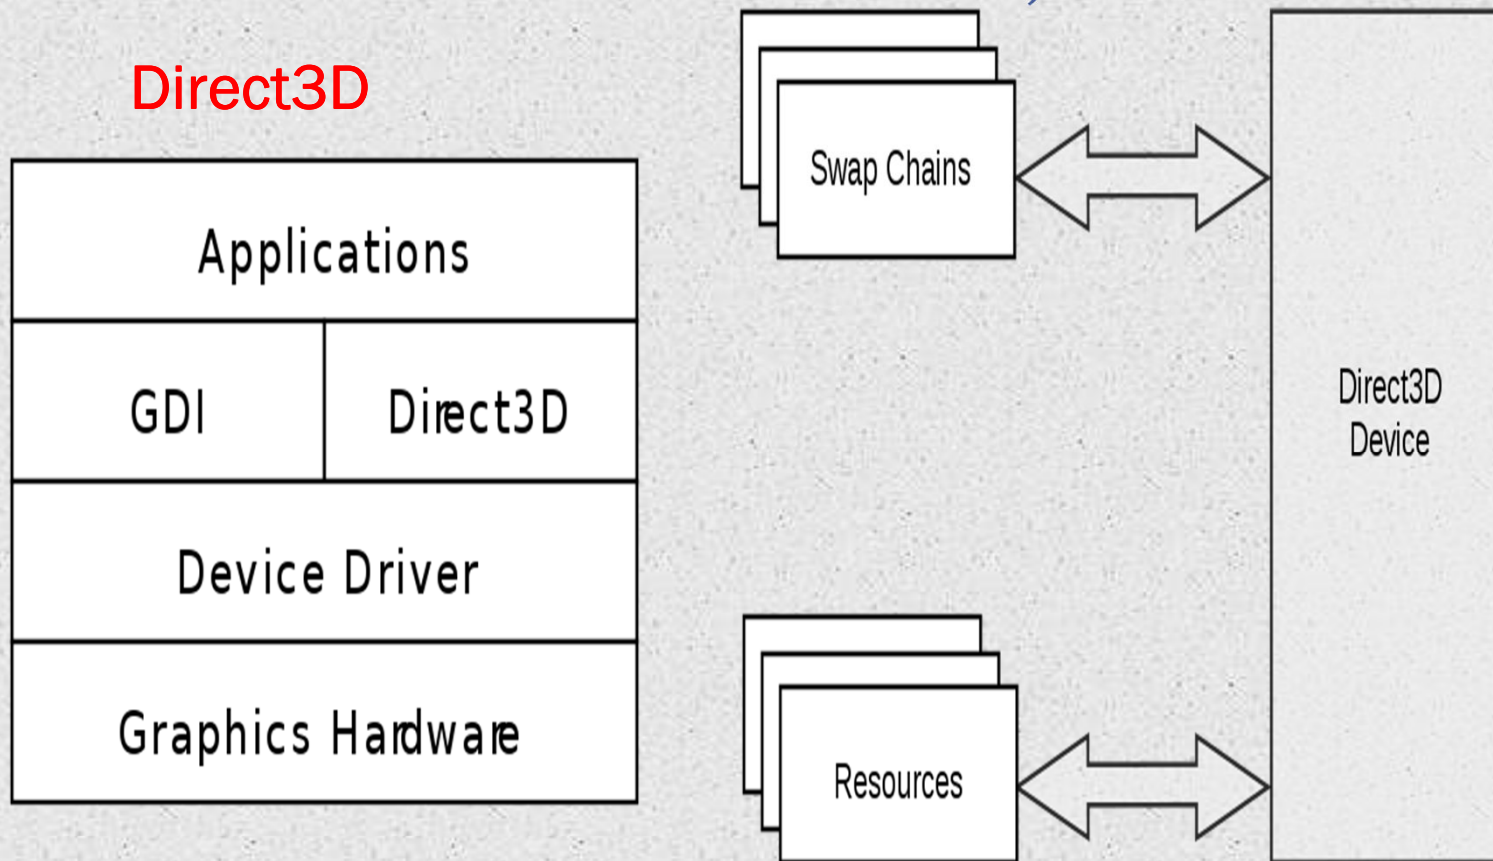 Direct3D
Applications
GDI
Direct3D
Device Driver
Graphics Hardware
Swap Chains
Direct3D
Device
Resources